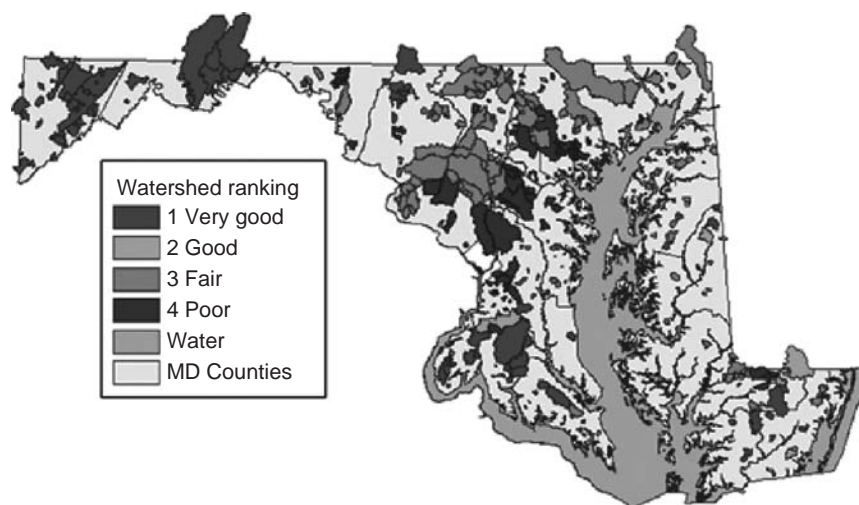 Watershed ranking
1 Very good
2 Good
3 Fair
4 Poor
Water
MD Counties